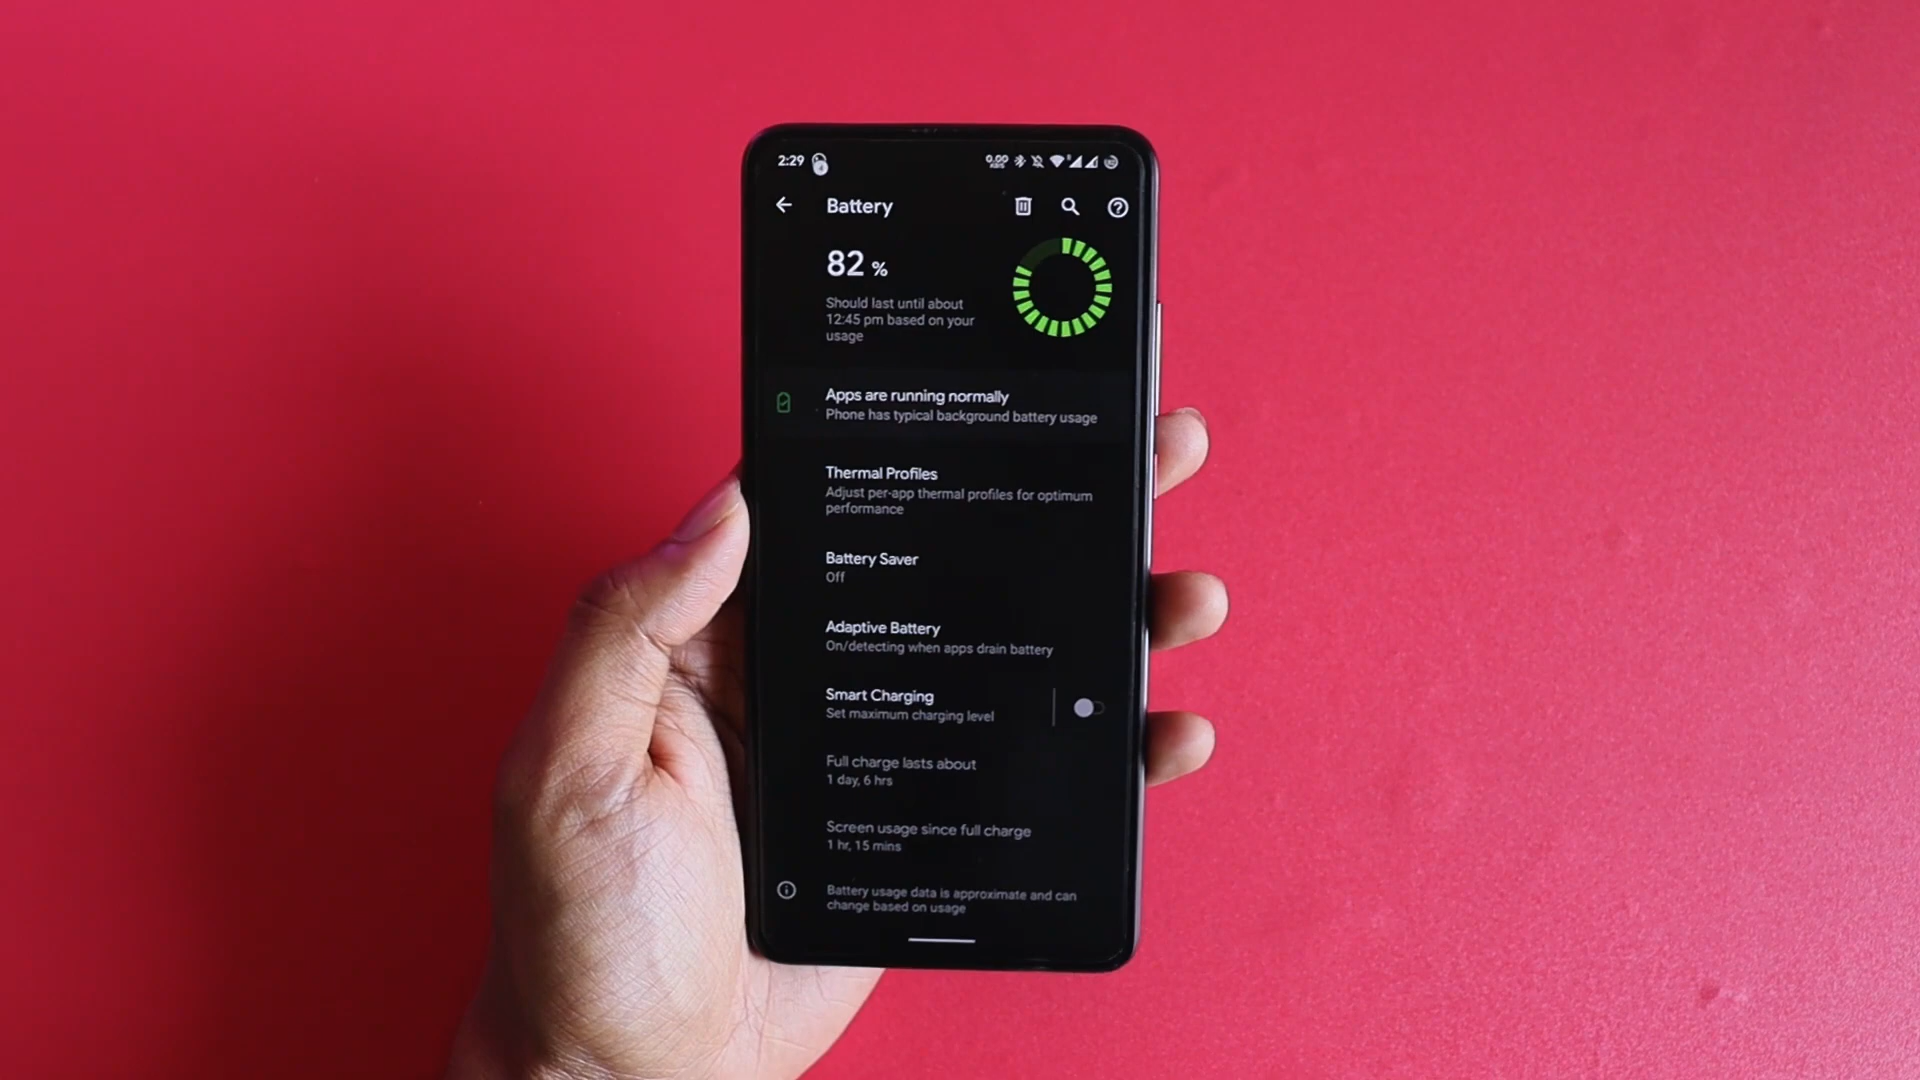 2:29
0.00
Battery
82 %
Should last until about
12:45 pm based on your
usage
Apps are running normally
Phone has typical background battery usage
Thermal Profiles
Adjust per-app thermal profiles for optimum
performance
Battery Saver
Off
Adaptive Battery
On/detecting when apps drain battery
Smart Charging
Set maximum charging level
Full charge lasts about
1 day, 6 hrs
Screen usage since full charge
1 hr, 15 mins
Battery usage data is approximate and can
change based on usage